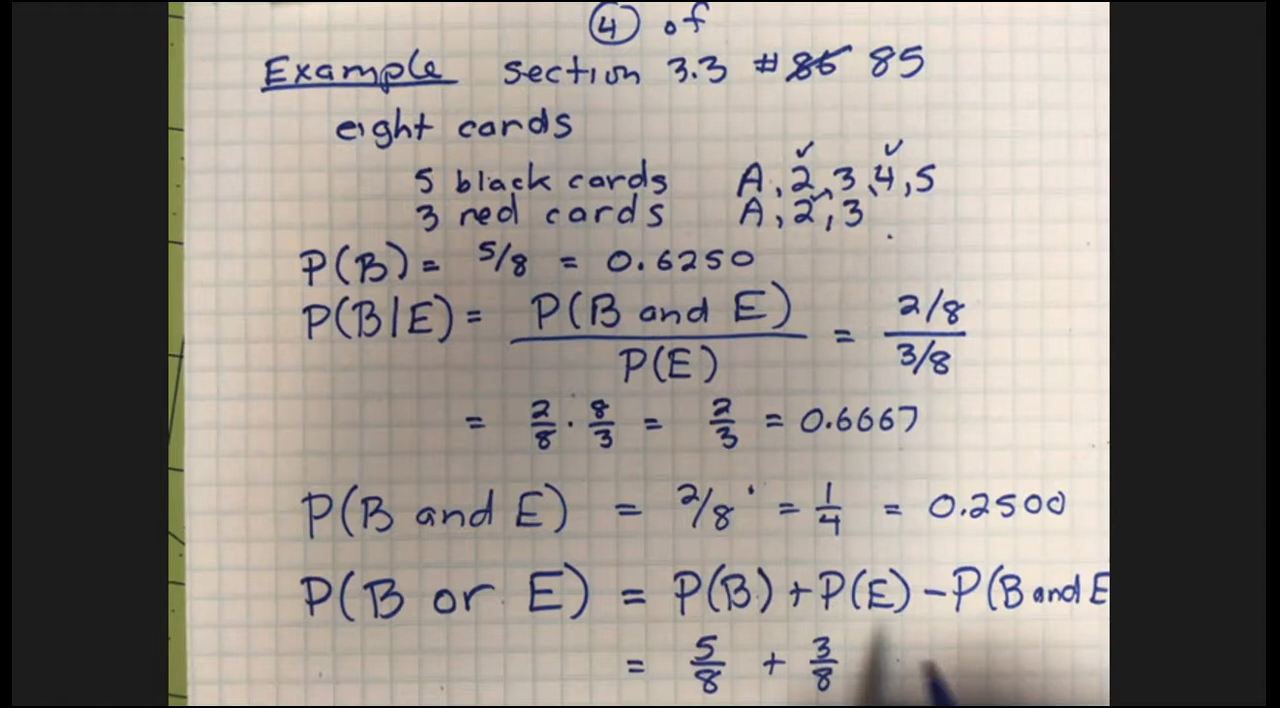 ④ of
Example section 3.3 # 86 85
eight cards
5 black cards A, 2, 3, 4, 5
3 red cards A, 2, 3
P(B) = 5/8 = 0.6250
P(B|E) = P(B and E) / P(E) = 2/8 / 3/8
= 2/8 · 8/3 = 2/3 = 0.6667
P(B and E) = 2/8 = 1/4 = 0.2500
P(B or E) = P(B) + P(E) - P(B and E
= 5/8 + 3/8